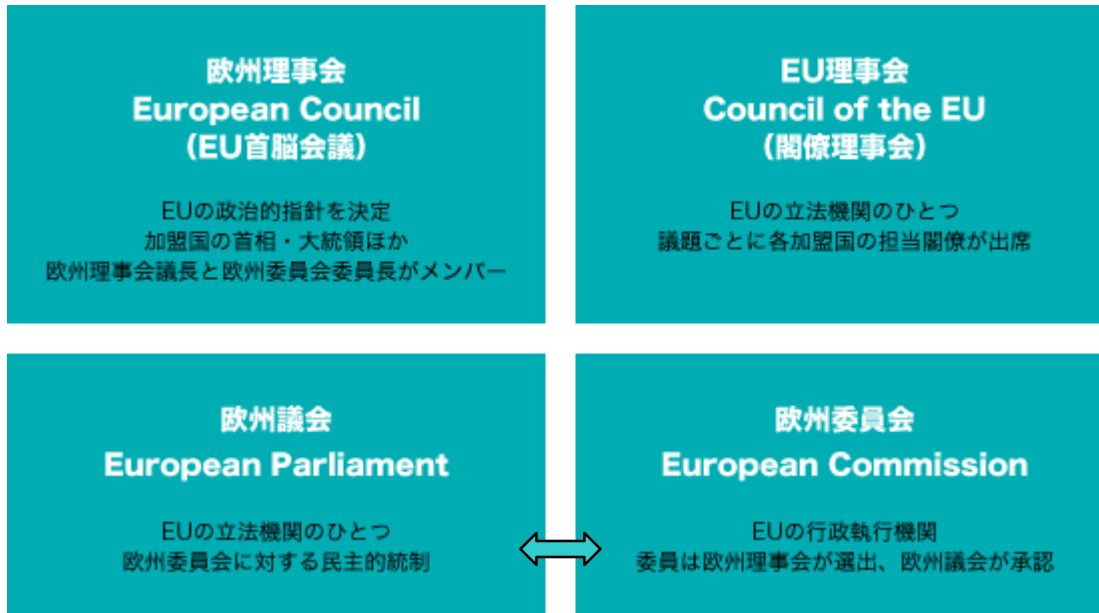 欧州理事会
European Council
（EU首脳会議）
EUの政治的指針を決定
加盟国の首相・大統領ほか
欧州理事会議長と欧州委員会委員長がメンバー
EU理事会
Council of the EU
（閣僚理事会）
EUの立法機関のひとつ
議題ごとに各加盟国の担当閣僚が出席
欧州議会
European Parliament
EUの立法機関のひとつ
欧州委員会に対する民主的統制
欧州委員会
European Commission
EUの行政執行機関
委員は欧州理事会が選出、欧州議会が承認